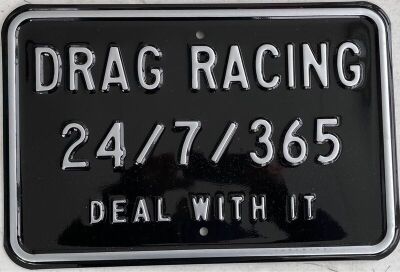 DRAG RACING
24/7/365
DEAL WITH IT